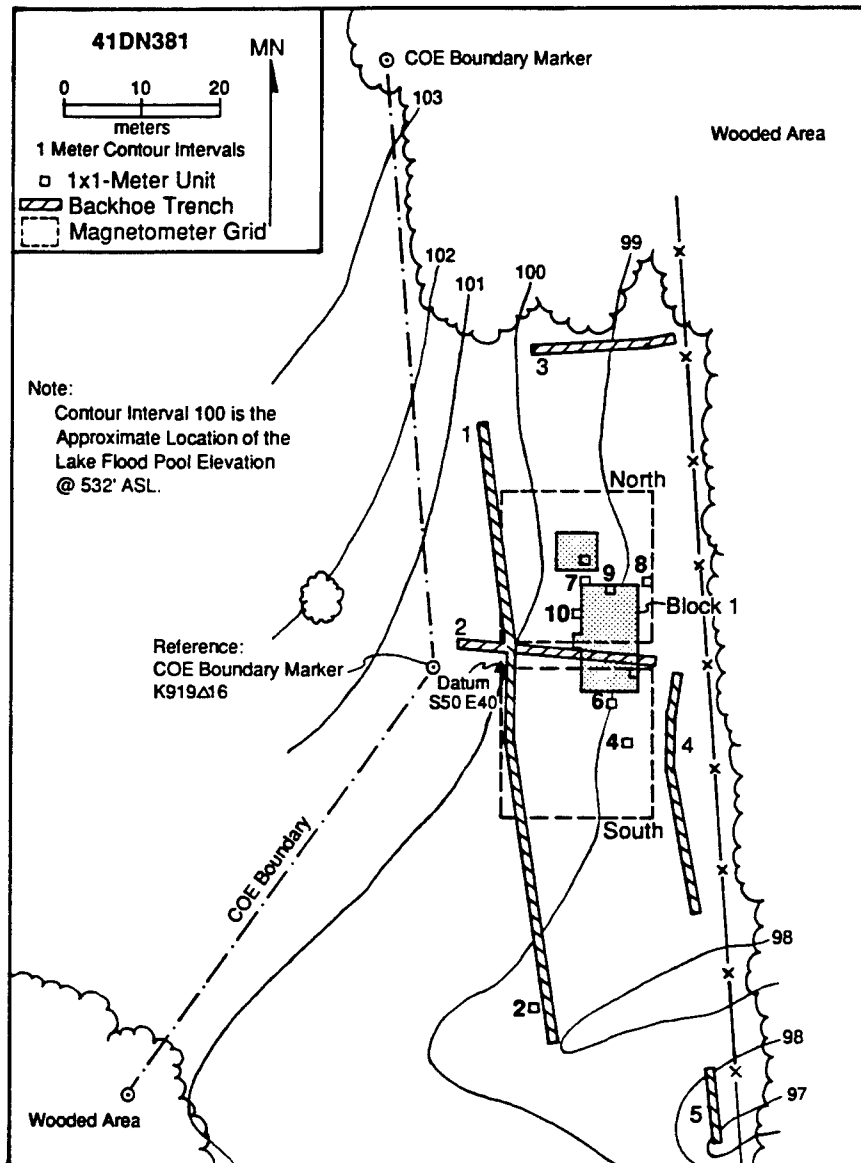 41DN381
MN
0 10 20
meters
1 Meter Contour Intervals
1x1-Meter Unit
Backhoe Trench
Magnetometer Grid
COE Boundary Marker
103
Wooded Area
102
101
100
99
3
Note:
Contour Interval 100 is the
Approximate Location of the
Lake Flood Pool Elevation
@ 532' ASL.
1
North
7
9
8
10
Block 1
2
Reference:
COE Boundary Marker
K919Δ16
Datum
S50 E40
6
4
4
South
COE Boundary
98
2
98
97
5
Wooded Area